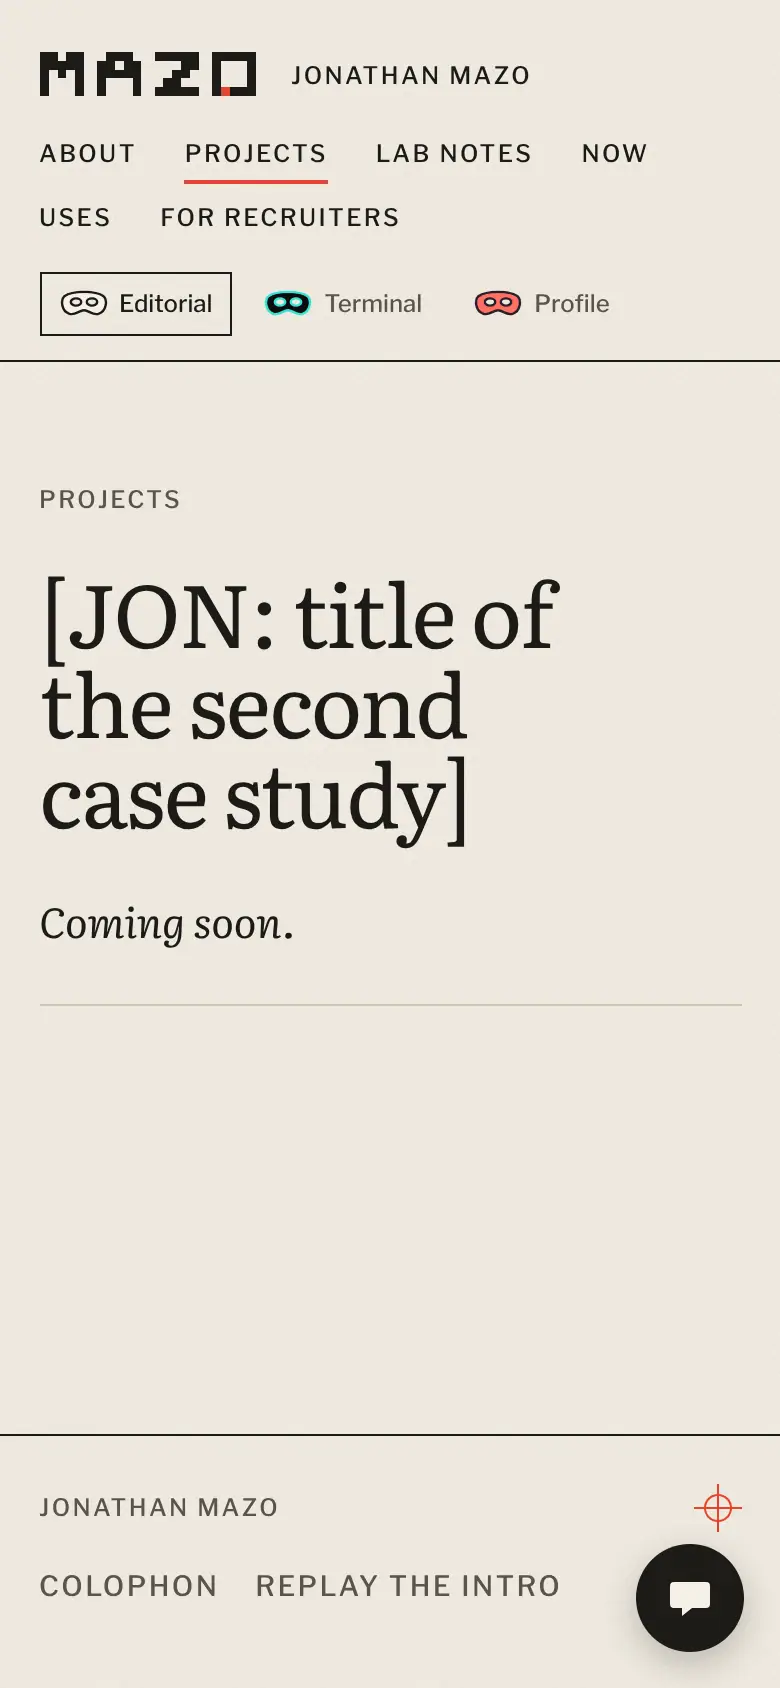 MAZO JONATHAN MAZO
ABOUT PROJECTS LAB NOTES NOW
USES FOR RECRUITERS
Editorial Terminal Profile
PROJECTS
[JON: title of
the second
case study]
Coming soon.
JONATHAN MAZO
COLOPHON REPLAY THE INTRO